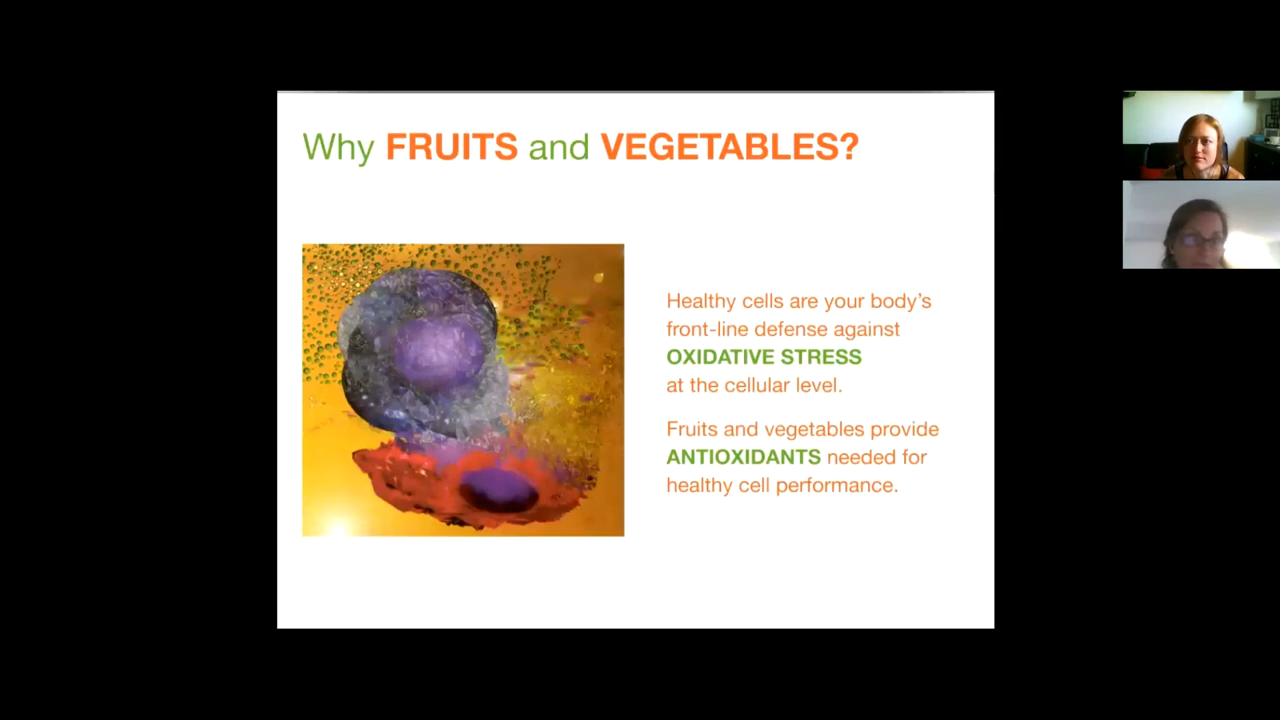 Why FRUITS and VEGETABLES?
Healthy cells are your body’s
front-line defense against
OXIDATIVE STRESS
at the cellular level.
Fruits and vegetables provide
ANTIOXIDANTS needed for
healthy cell performance.